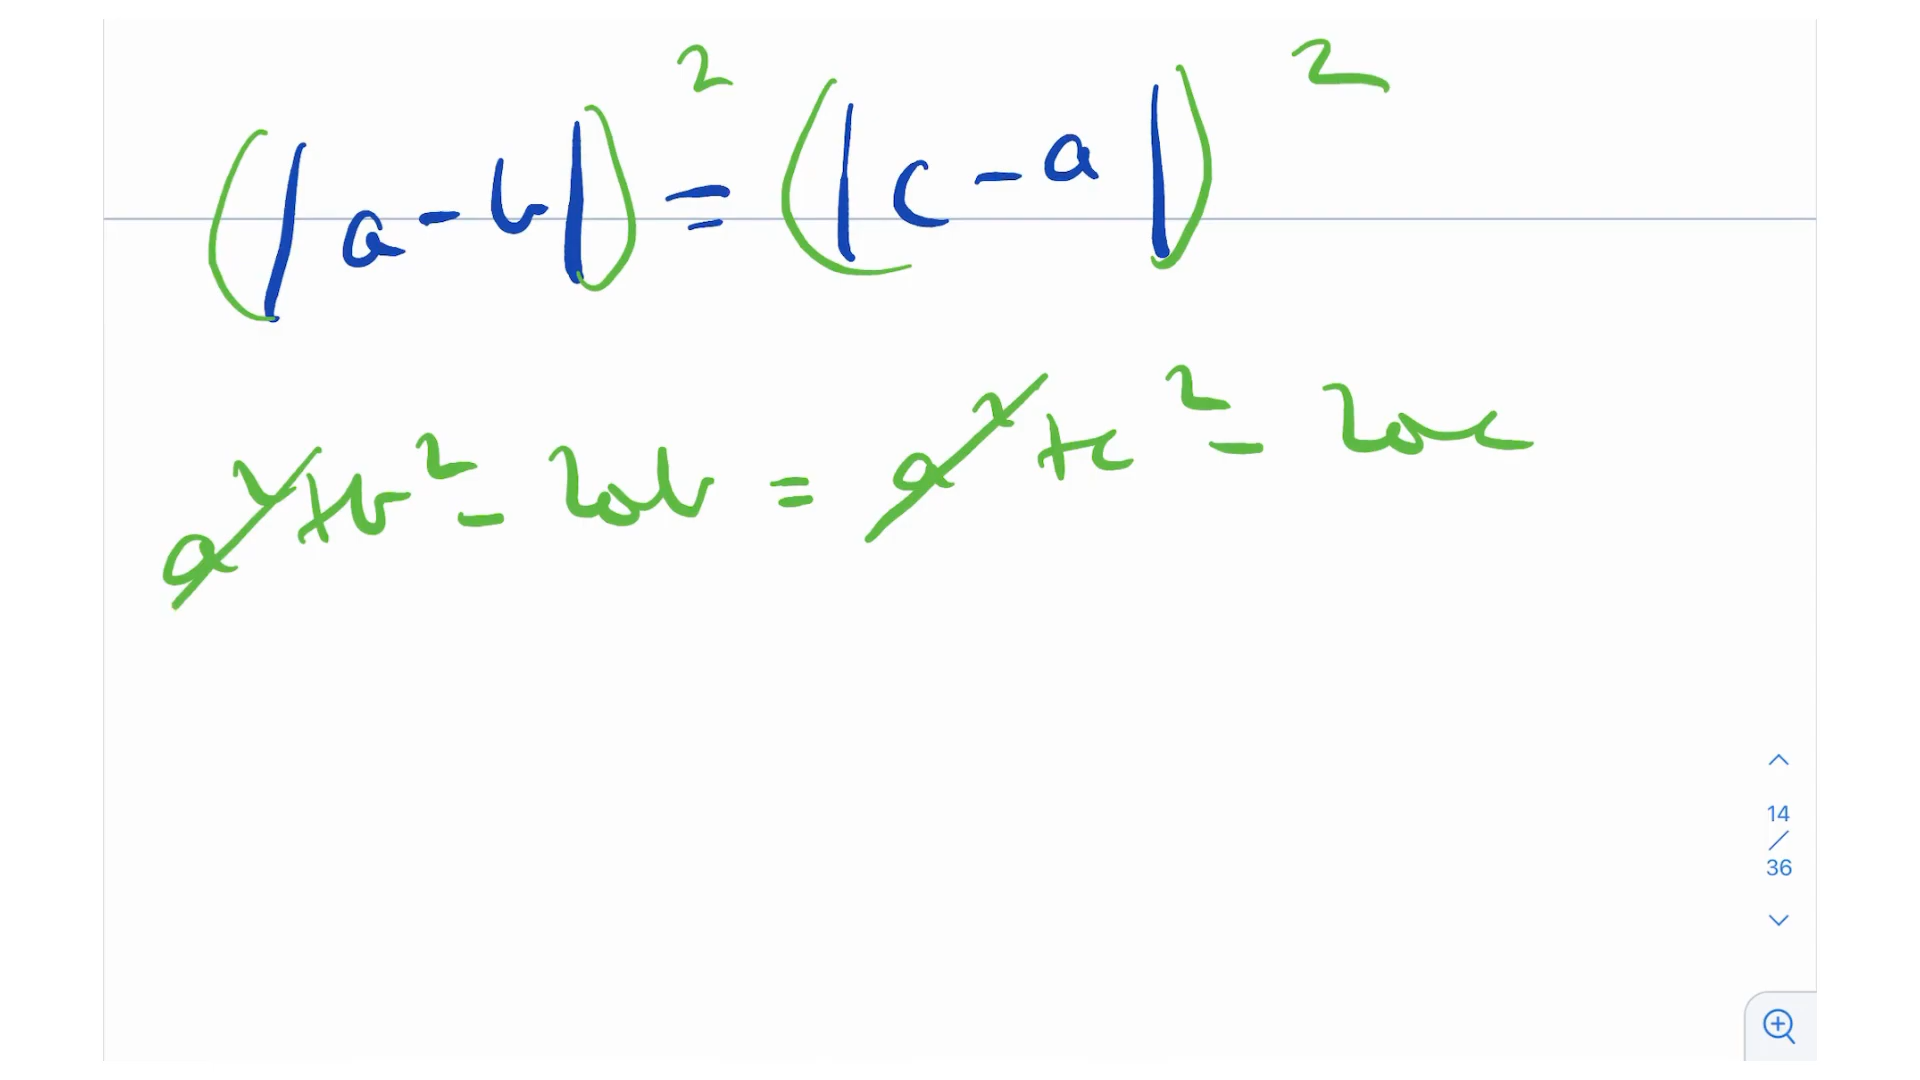 (|a-b|)² = (|c-a|)²
a²+b²-2ab = a²+c²-2ac
14
/
36